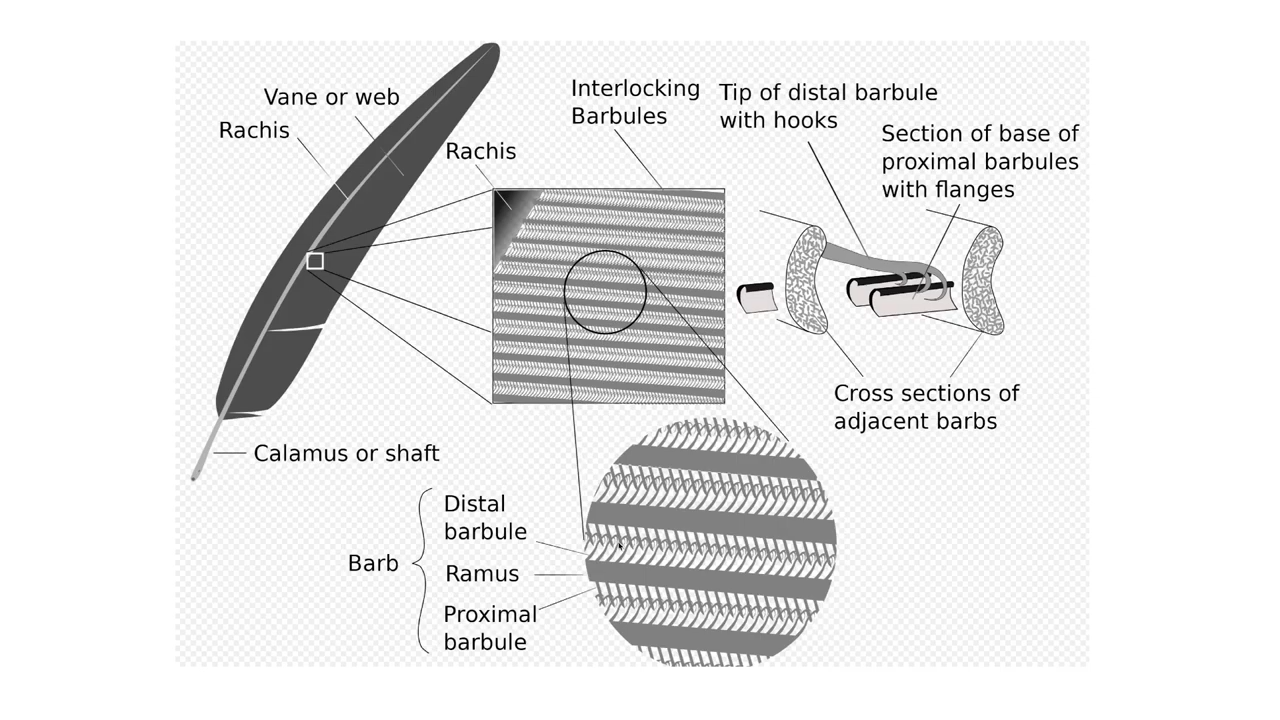 Vane or web
Rachis
Rachis
Interlocking
Barbules
Tip of distal barbule
with hooks
Section of base of
proximal barbules
with flanges
Cross sections of
adjacent barbs
Calamus or shaft
Barb
Distal
barbule
Ramus
Proximal
barbule